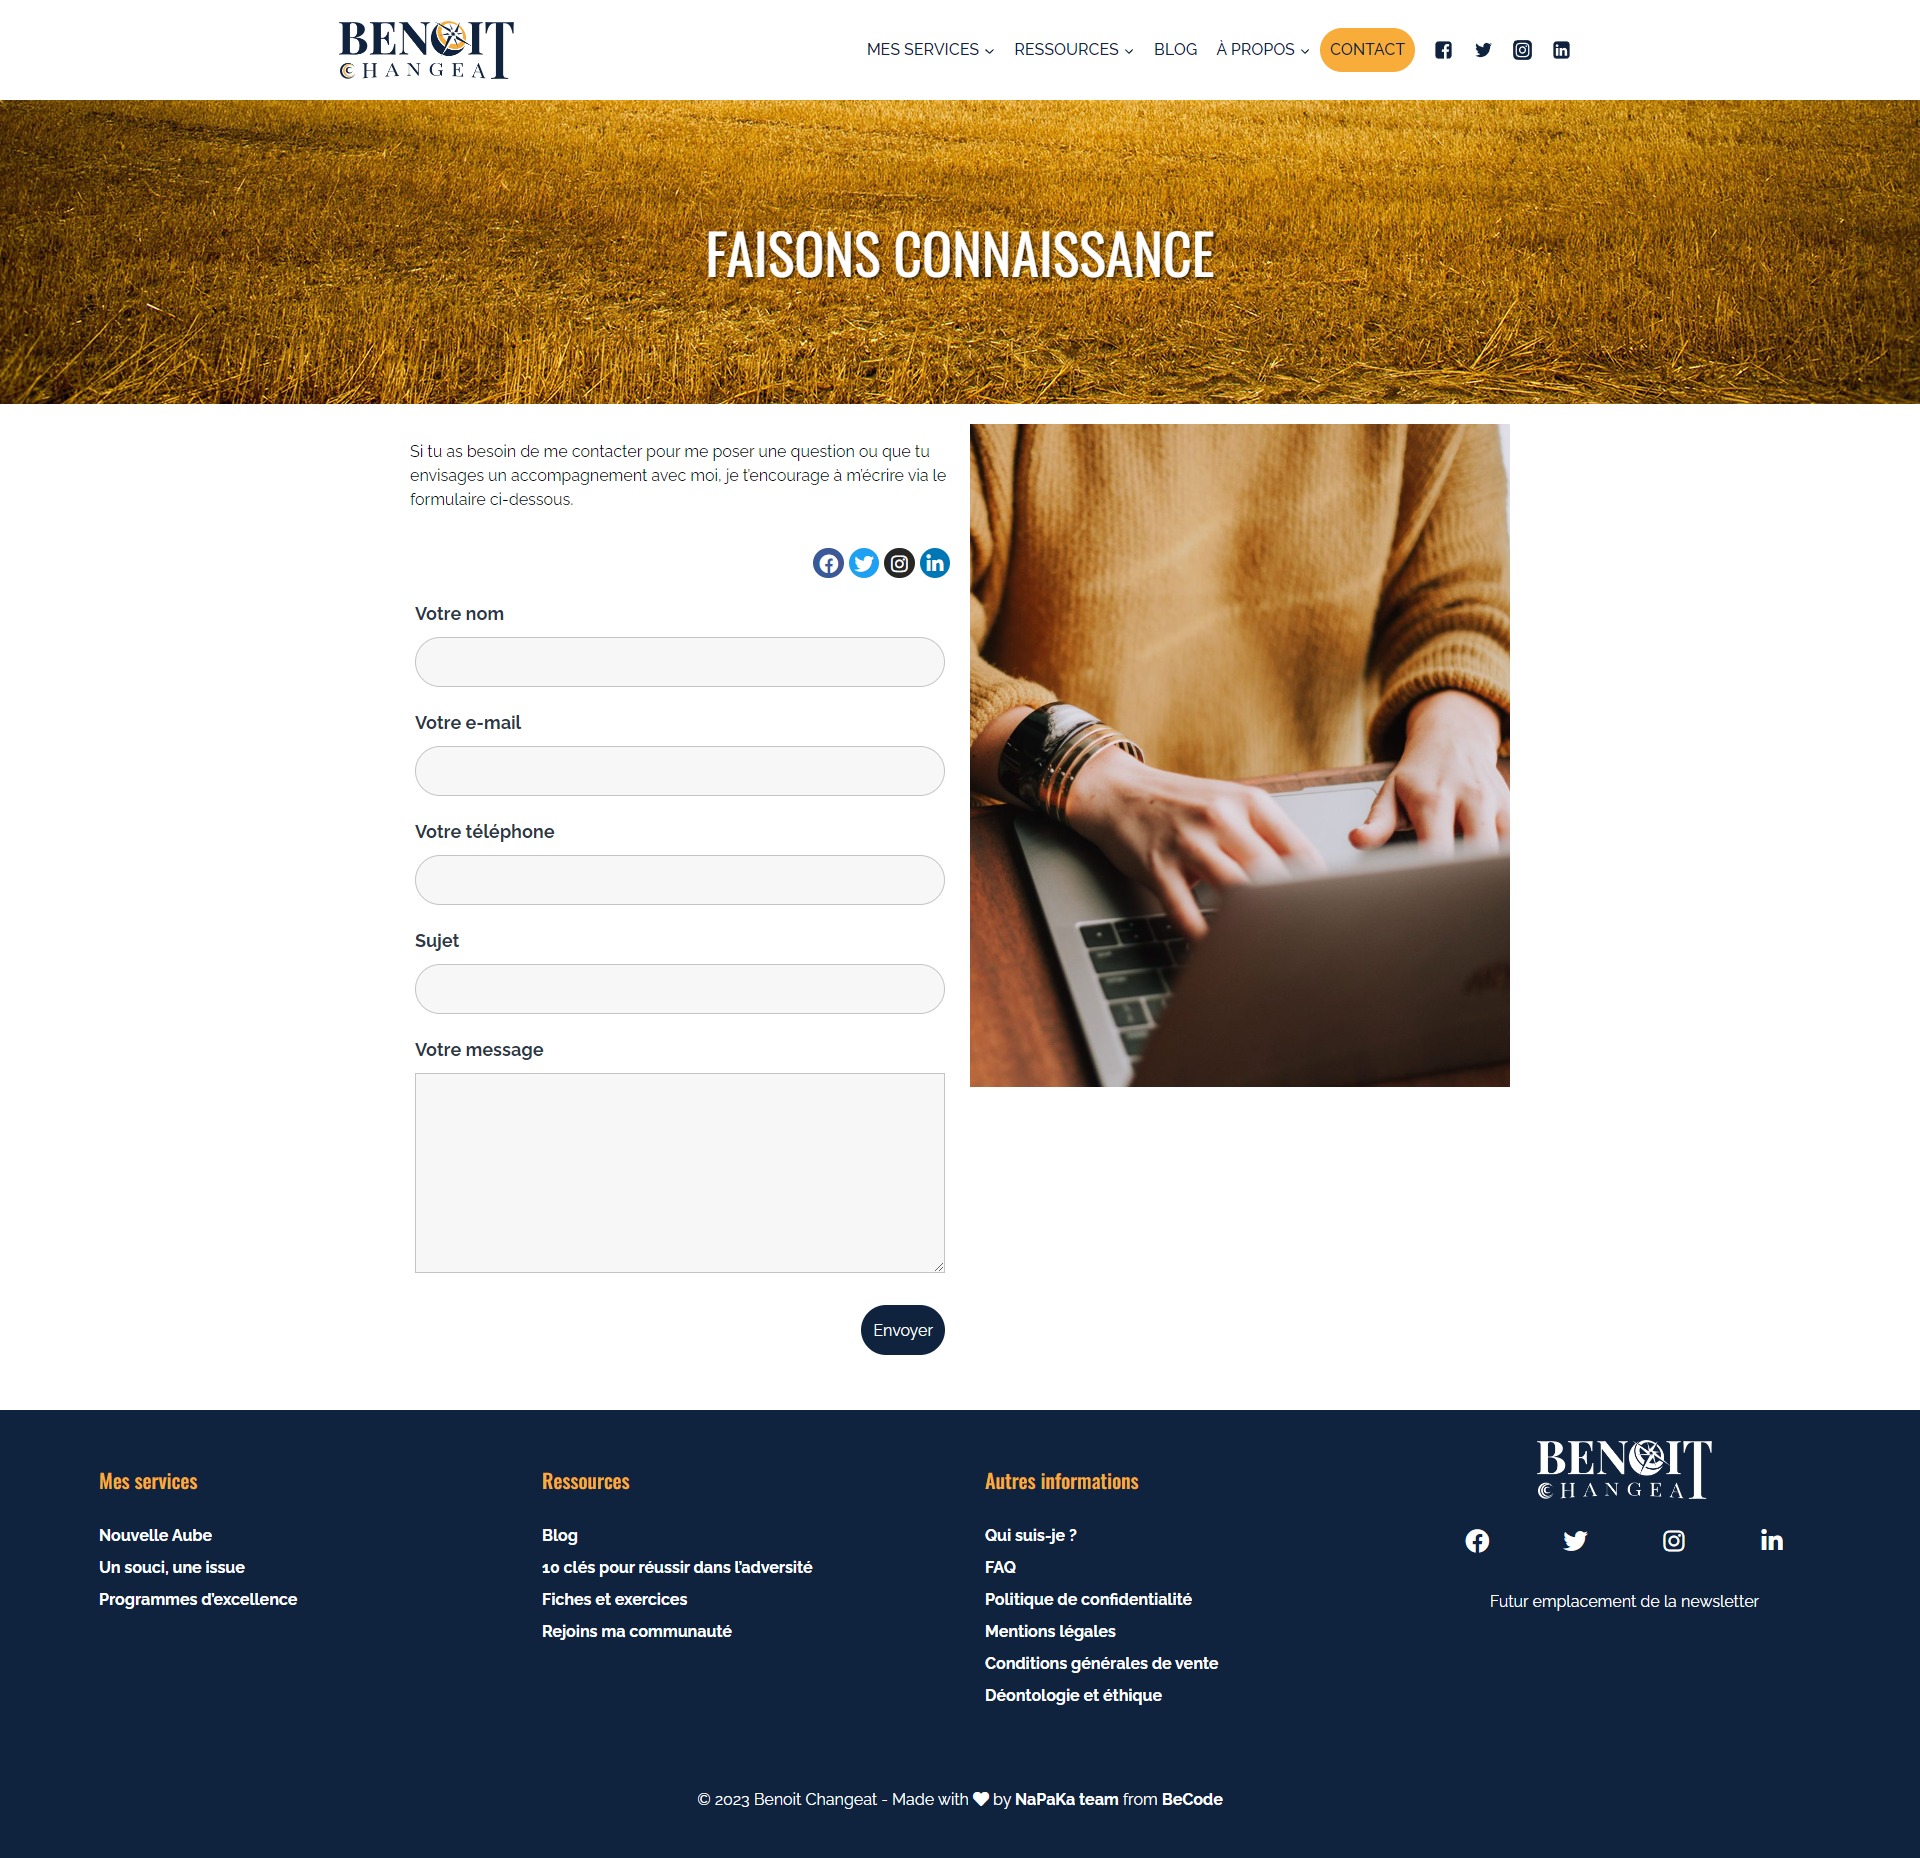 BENOIT
CHANGEAT
MES SERVICES
RESSOURCES
BLOG
À PROPOS
CONTACT
FAISONS CONNAISSANCE
Si tu as besoin de me contacter pour me poser une question ou que tu
envisages un accompagnement avec moi, je t'encourage à m'écrire via le
formulaire ci-dessous.
Votre nom
Votre e-mail
Votre téléphone
Sujet
Votre message
Envoyer
Mes services
Nouvelle Aube
Un souci, une issue
Programmes d'excellence
Ressources
Blog
10 clés pour réussir dans l'adversité
Fiches et exercices
Rejoins ma communauté
Autres informations
Qui suis-je ?
FAQ
Politique de confidentialité
Mentions légales
Conditions générales de vente
Déontologie et éthique
BENOIT
CHANGEAT
Futur emplacement de la newsletter
© 2023 Benoit Changeat - Made with ♥ by NaPaKa team from BeCode